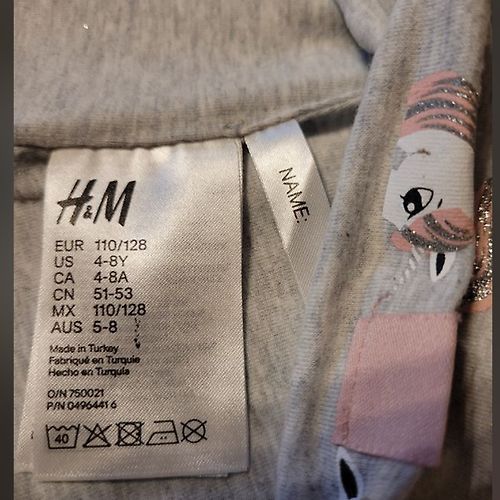 H&M
EUR 110/128
US 4-8Y
CA 4-8A
CN 51-53
MX 110/128
AUS 5-8
Made in Turkey
Fabriqué en Turquie
Hecho en Turquía
O/N 750021
P/N 0496441 6
40
NAME: